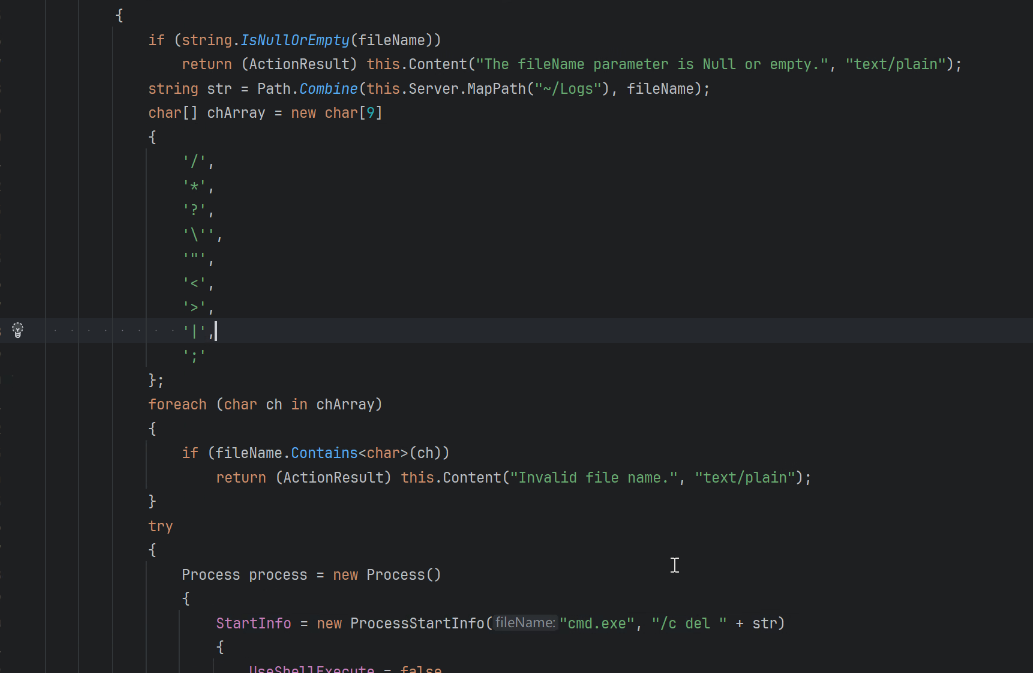 {
if (string.IsNullOrEmpty(fileName))
return (ActionResult) this.Content("The fileName parameter is Null or empty.", "text/plain");
string str = Path.Combine(this.Server.MapPath("~/Logs"), fileName);
char[] chArray = new char[9]
{
'/',
'*',
'?',
'\'',
'"',
'<',
'>',
'|',
';'
};
foreach (char ch in chArray)
{
if (fileName.Contains<char>(ch))
return (ActionResult) this.Content("Invalid file name.", "text/plain");
}
try
{
Process process = new Process()
{
StartInfo = new ProcessStartInfo(fileName: "cmd.exe", "/c del " + str)
{
UseShellExecute = false